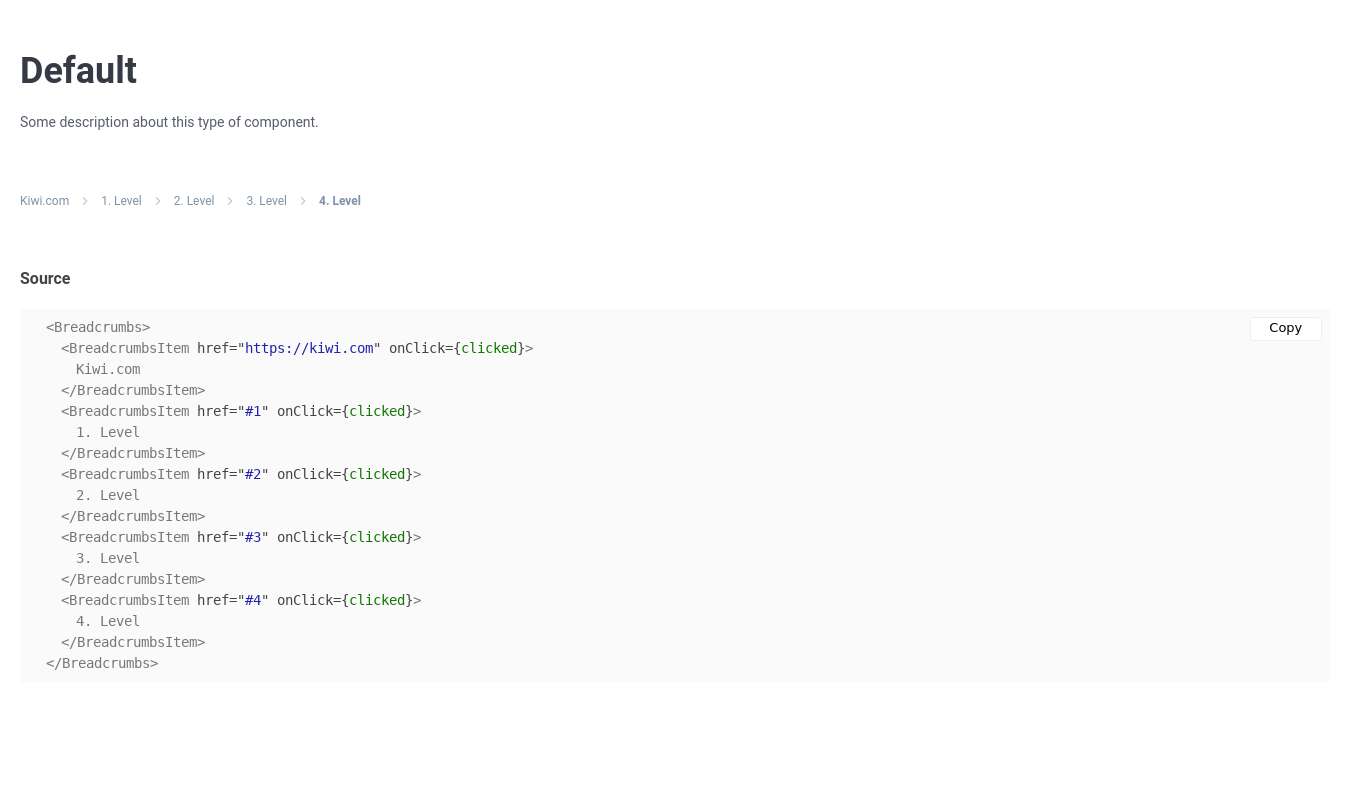 Default
Some description about this type of component.
Kiwi.com 1. Level 2. Level 3. Level 4. Level
Source
Copy
<Breadcrumbs>
<BreadcrumbsItem href="https://kiwi.com" onClick={clicked}>
Kiwi.com
</BreadcrumbsItem>
<BreadcrumbsItem href="#1" onClick={clicked}>
1. Level
</BreadcrumbsItem>
<BreadcrumbsItem href="#2" onClick={clicked}>
2. Level
</BreadcrumbsItem>
<BreadcrumbsItem href="#3" onClick={clicked}>
3. Level
</BreadcrumbsItem>
<BreadcrumbsItem href="#4" onClick={clicked}>
4. Level
</BreadcrumbsItem>
</Breadcrumbs>